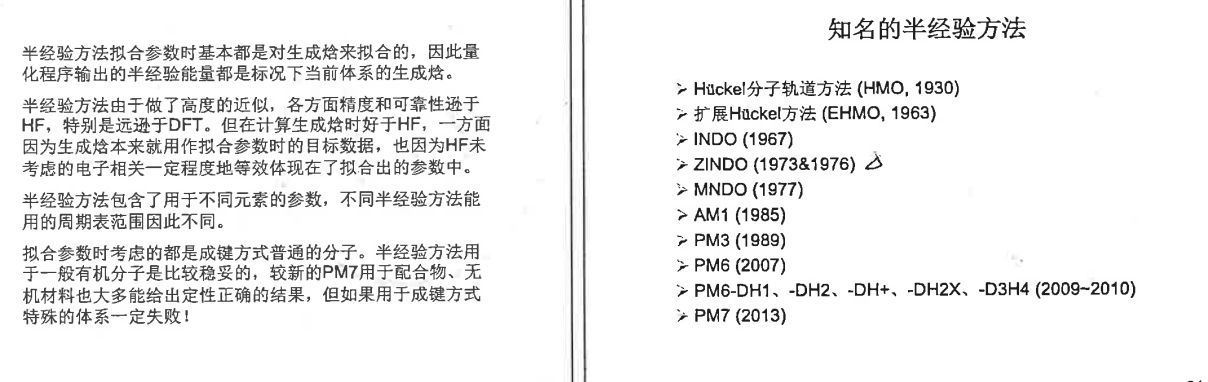 半经验方法拟合参数时基本都是对生成焓来拟合的，因此量
化程序输出的半经验能量都是标况下当前体系的生成焓。
半经验方法由于做了高度的近似，各方面精度和可靠性逊于
HF，特别是远逊于DFT。但在计算生成焓时好于HF，一方面
因为生成焓本来就用作拟合参数时的目标数据，也因为HF未
考虑的电子相关一定程度地等效体现在了拟合出的参数中。
半经验方法包含了用于不同元素的参数，不同半经验方法能
用的周期表范围因此不同。
拟合参数时考虑的都是成键方式普通的分子。半经验方法用
于一般有机分子是比较稳妥的，较新的PM7用于配合物、无
机材料也大多能给出定性正确的结果，但如果用于成键方式
特殊的体系一定失败！
知名的半经验方法
➢ Hückel分子轨道方法 (HMO, 1930)
➢ 扩展Hückel方法 (EHMO, 1963)
➢ INDO (1967)
➢ ZINDO (1973&1976)
➢ MNDO (1977)
➢ AM1 (1985)
➢ PM3 (1989)
➢ PM6 (2007)
➢ PM6-DH1、-DH2、-DH+、-DH2X、-D3H4 (2009~2010)
➢ PM7 (2013)